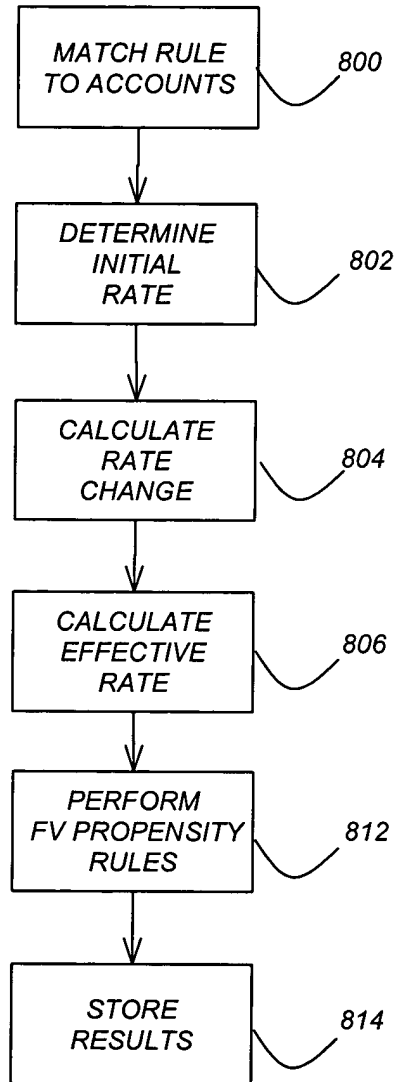 MATCH RULE
TO ACCOUNTS
800
DETERMINE
INITIAL
RATE
802
CALCULATE
RATE
CHANGE
804
CALCULATE
EFFECTIVE
RATE
806
PERFORM
FV PROPENSITY
RULES
812
STORE
RESULTS
814